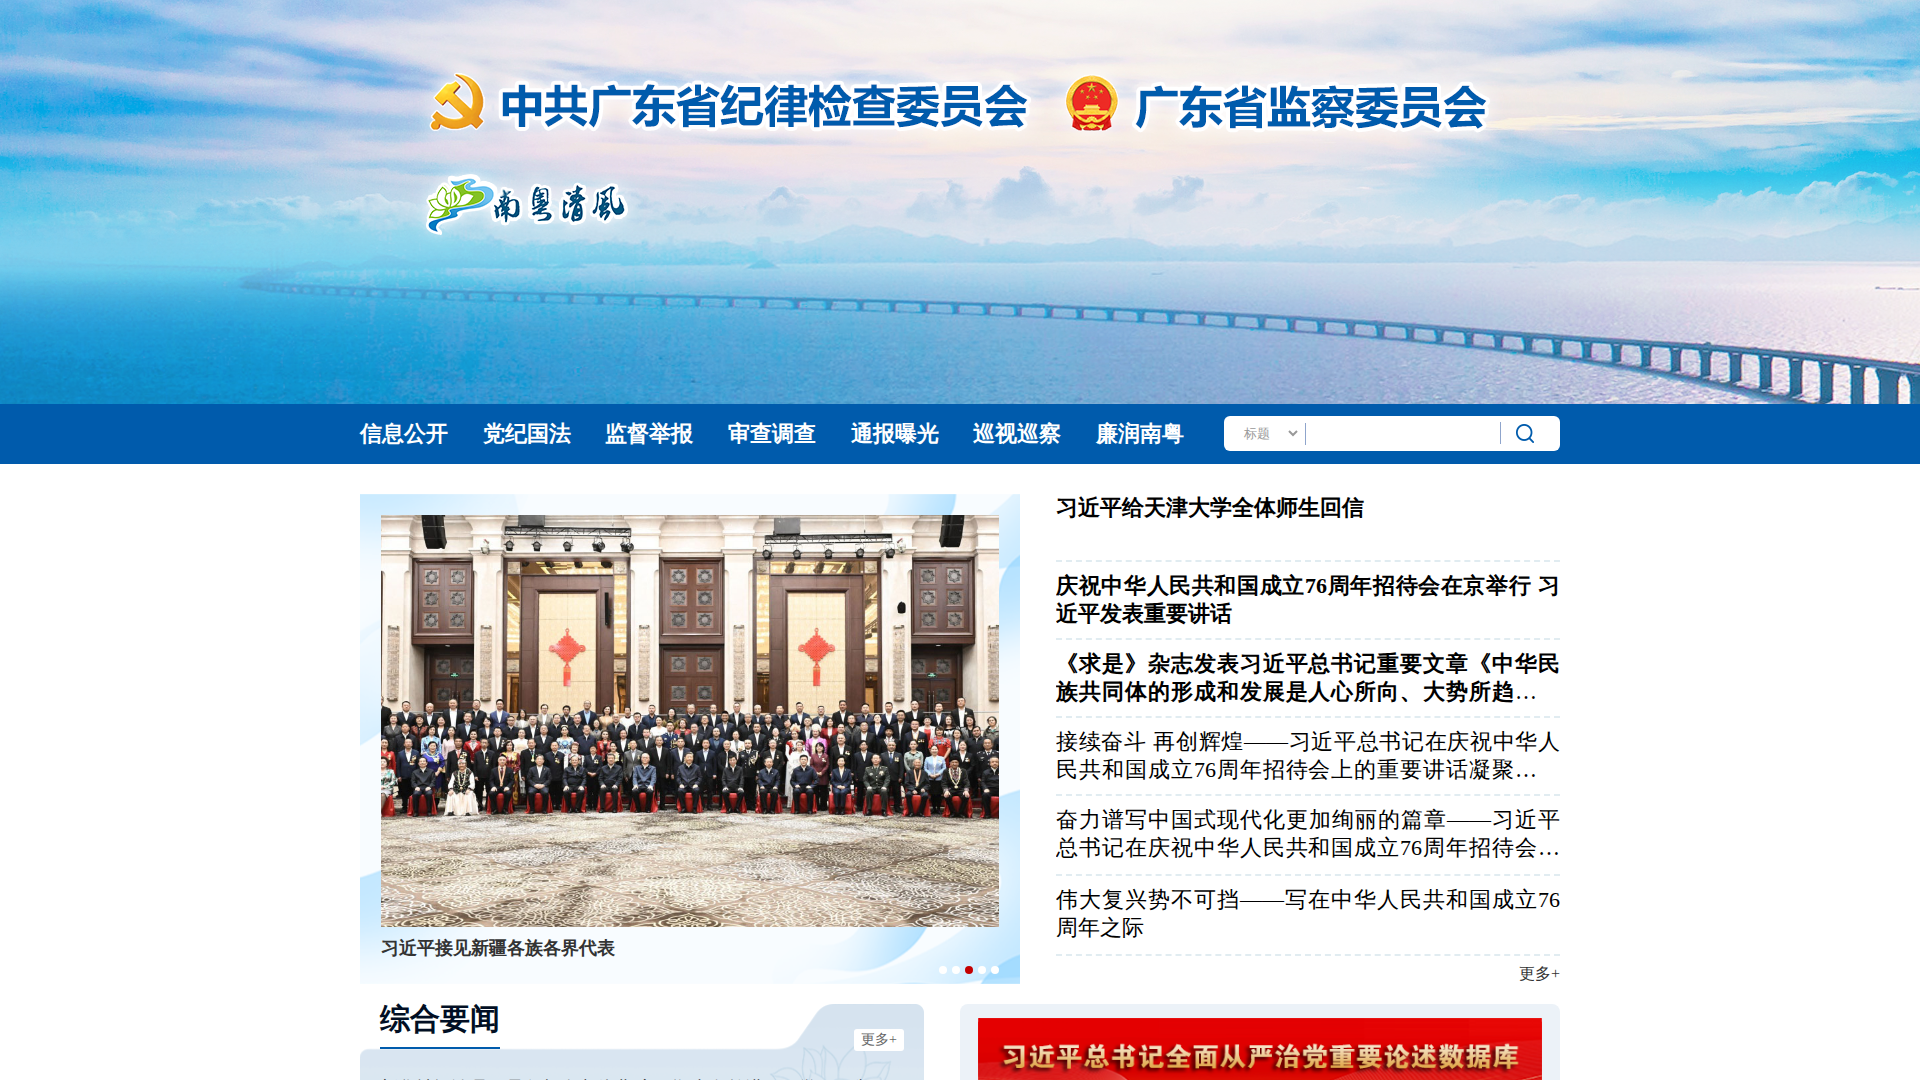 中共广东省纪律检查委员会 广东省监察委员会
南粤清風
信息公开 党纪国法 监督举报 审查调查 通报曝光 巡视巡察 廉润南粤 标题
习近平给天津大学全体师生回信
庆祝中华人民共和国成立76周年招待会在京举行 习
近平发表重要讲话
《求是》杂志发表习近平总书记重要文章《中华民
族共同体的形成和发展是人心所向、大势所趋…
接续奋斗 再创辉煌——习近平总书记在庆祝中华人
民共和国成立76周年招待会上的重要讲话凝聚…
奋力谱写中国式现代化更加绚丽的篇章——习近平
总书记在庆祝中华人民共和国成立76周年招待会…
伟大复兴势不可挡——写在中华人民共和国成立76
周年之际
更多+
习近平接见新疆各族各界代表
综合要闻
更多+
习近平总书记全面从严治党重要论述数据库